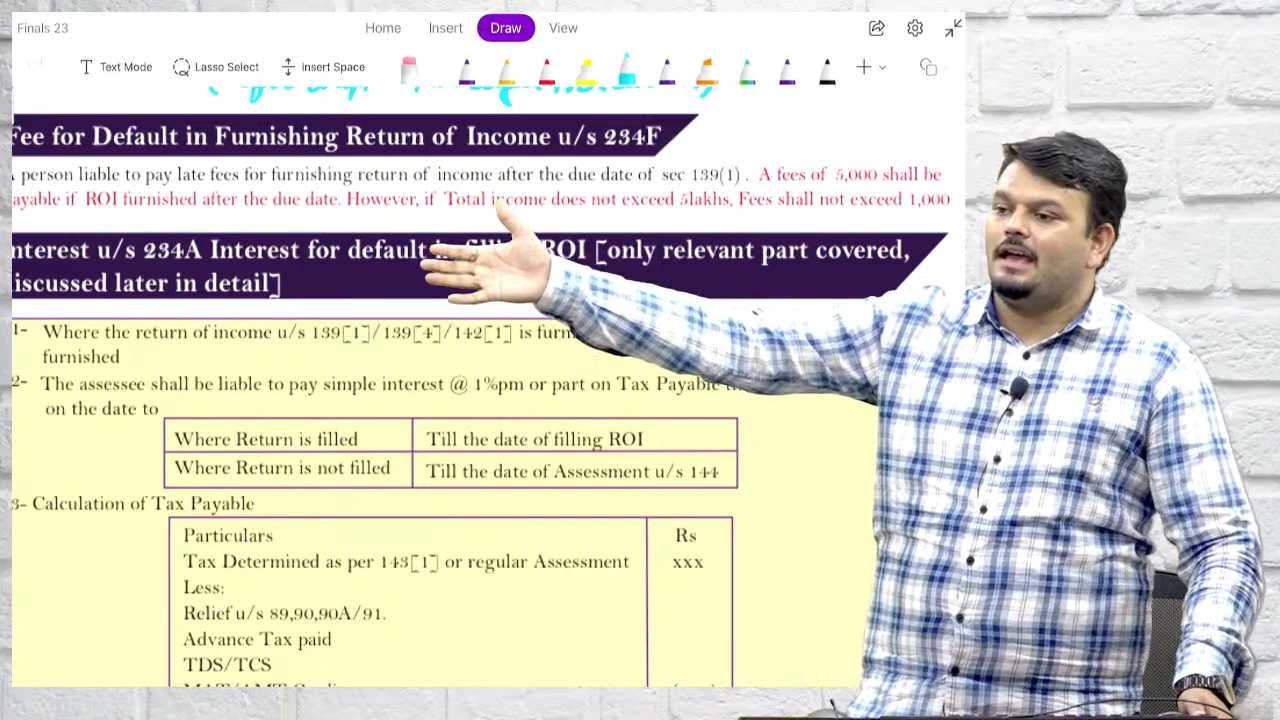 Finals 23
Home Insert Draw View
Text Mode Lasso Select Insert Space
Fee for Default in Furnishing Return of Income u/s 234F
person liable to pay late fees for furnishing return of income after the due date of sec 139(1) . A fees of 5,000 shall be
ayable if ROI furnished after the due date. However, if Total income does not exceed 5lakhs, Fees shall not exceed 1,000
nterest u/s 234A Interest for default in ROI [only relevant part covered,
iscussed later in detail]
1- Where the return of income u/s 139[1]/139[4]/142[1] is furn
furnished
2- The assessee shall be liable to pay simple interest @ 1%pm or part on Tax Payable
on the date to
Where Return is filled Till the date of filling ROI
Where Return is not filled Till the date of Assessment u/s 144
3- Calculation of Tax Payable
Particulars Rs
Tax Determined as per 143[1] or regular Assessment xxx
Less:
Relief u/s 89,90,90A/91.
Advance Tax paid
TDS/TCS